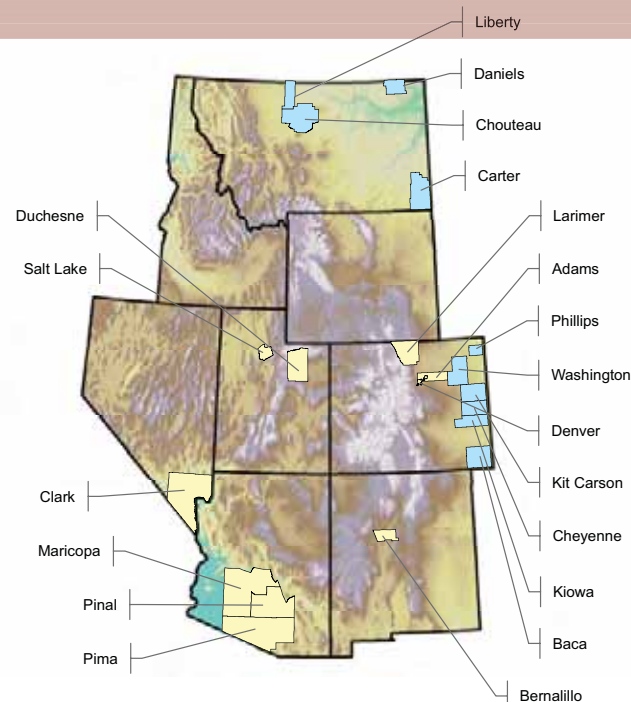 Liberty
Daniels
Chouteau
Carter
Duchesne
Larimer
Salt Lake
Adams
Phillips
Washington
Denver
Kit Carson
Clark
Cheyenne
Maricopa
Kiowa
Pinal
Baca
Pima
Bernalillo